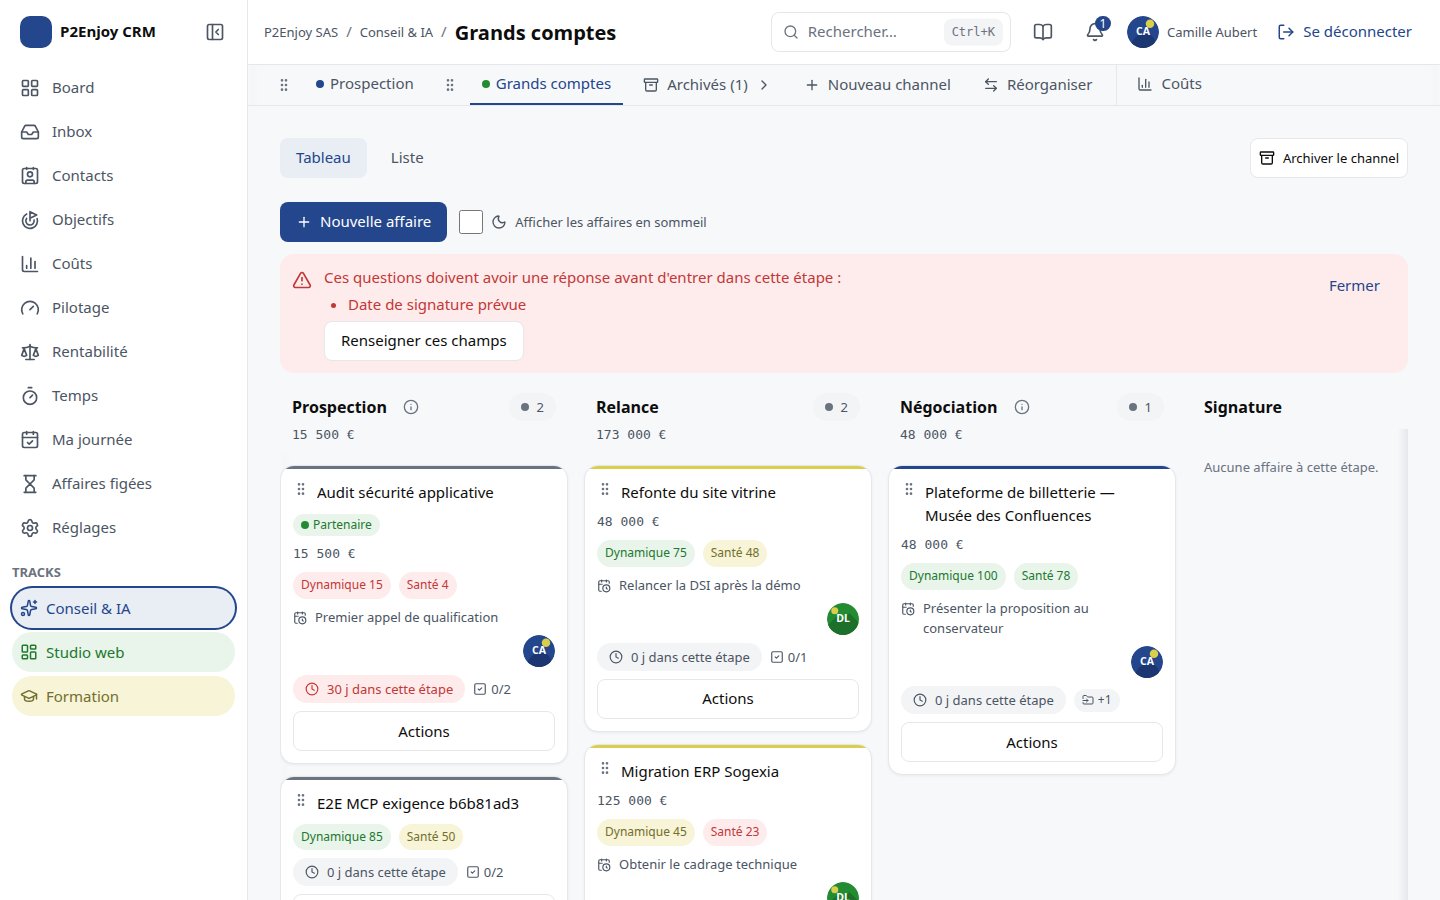 P2Enjoy CRM
Board
Inbox
Contacts
Objectifs
Coûts
Pilotage
Rentabilité
Temps
Ma journée
Affaires figées
Réglages
TRACKS
Conseil & IA
Studio web
Formation
P2Enjoy SAS / Conseil & IA / Grands comptes
Rechercher... Ctrl+K
1
CA Camille Aubert
Se déconnecter
Prospection
Grands comptes
Archivés (1)
Nouveau channel
Réorganiser
Coûts
Tableau
Liste
Archiver le channel
Nouvelle affaire
Afficher les affaires en sommeil
Ces questions doivent avoir une réponse avant d'entrer dans cette étape :
Date de signature prévue
Renseigner ces champs
Fermer
Prospection 2
15 500 €
Audit sécurité applicative
Partenaire
15 500 €
Dynamique 15 Santé 4
Premier appel de qualification
CA
30 j dans cette étape 0/2
Actions
E2E MCP exigence b6b81ad3
Dynamique 85 Santé 50
0 j dans cette étape 0/2
Relance 2
173 000 €
Refonte du site vitrine
48 000 €
Dynamique 75 Santé 48
Relancer la DSI après la démo
DL
0 j dans cette étape 0/1
Actions
Migration ERP Sogexia
125 000 €
Dynamique 45 Santé 23
Obtenir le cadrage technique
DL
Négociation 1
48 000 €
Plateforme de billetterie —
Musée des Confluences
48 000 €
Dynamique 100 Santé 78
Présenter la proposition au
conservateur
CA
0 j dans cette étape +1
Actions
Signature
Aucune affaire à cette étape.